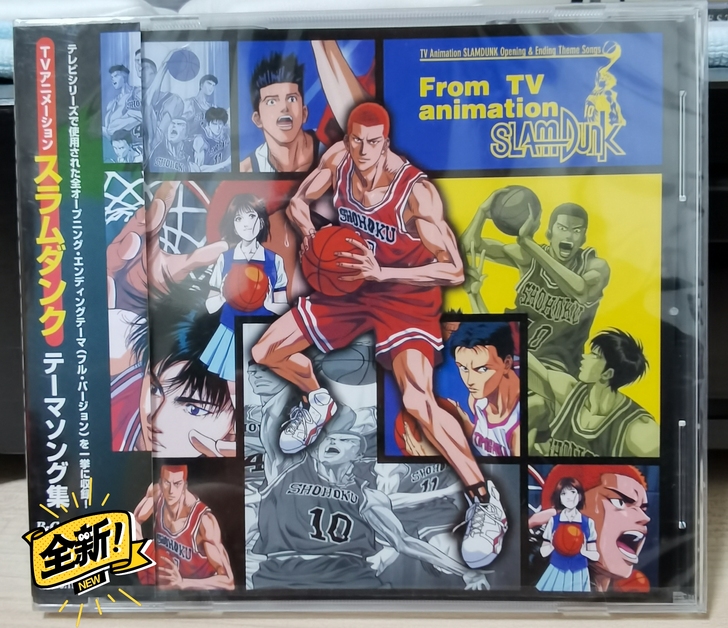 TVアニメーション スラムダンク テーマソング集
テレビシリーズで使用された全オープニング・エンディングテーマ(フル・バージョン)を一挙に収録!
TV Animation SLAMDUNK Opening & Ending Theme Songs
From TV
animation
SLAMDUNK
SHOHOKU
SHOHOKU
SHOHOKU
10
11
全新!
NEW